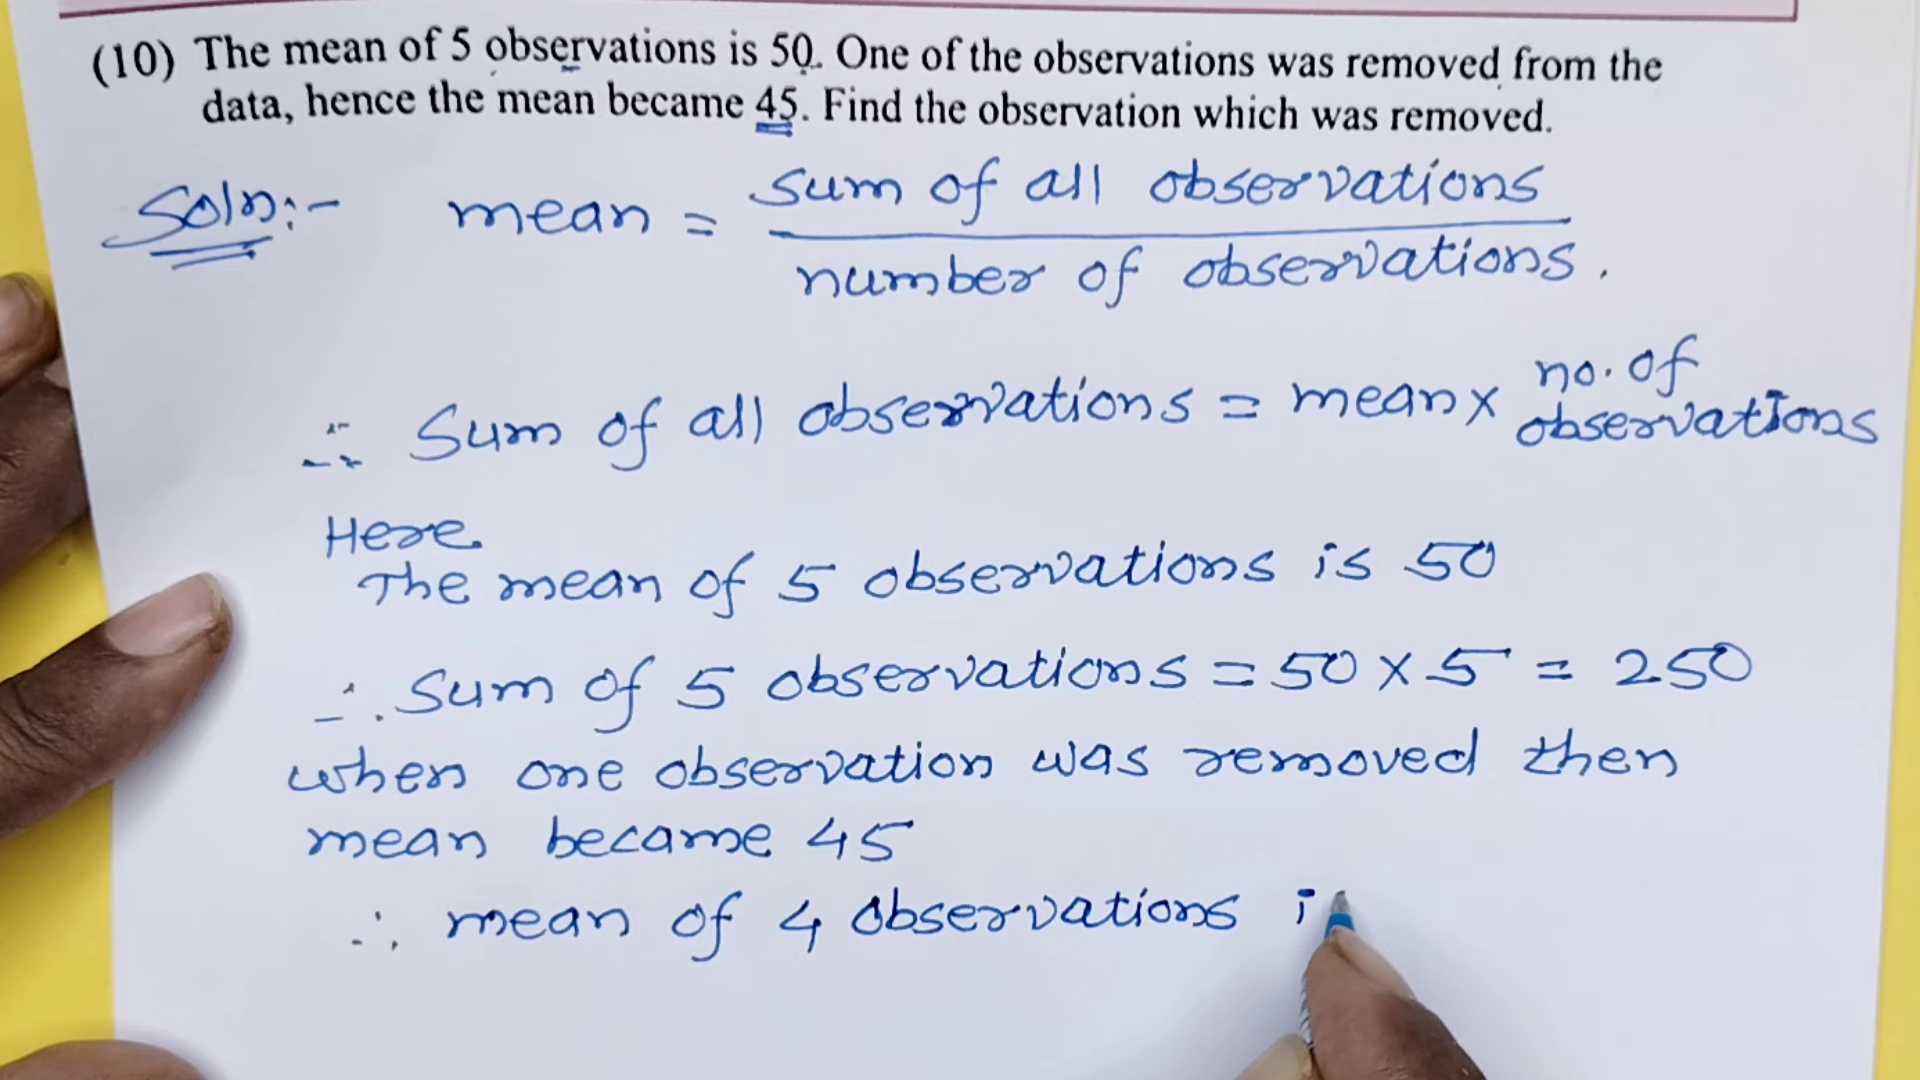 (10) The mean of 5 observations is 50. One of the observations was removed from the
data, hence the mean became 45. Find the observation which was removed.
Soln:- mean = sum of all observations
number of observations.
∴ Sum of all observations = mean x no. of
observations
Here
The mean of 5 observations is 50
∴ Sum of 5 observations = 50 x 5 = 250
when one observation was removed then
mean became 45
∴ mean of 4 observations i